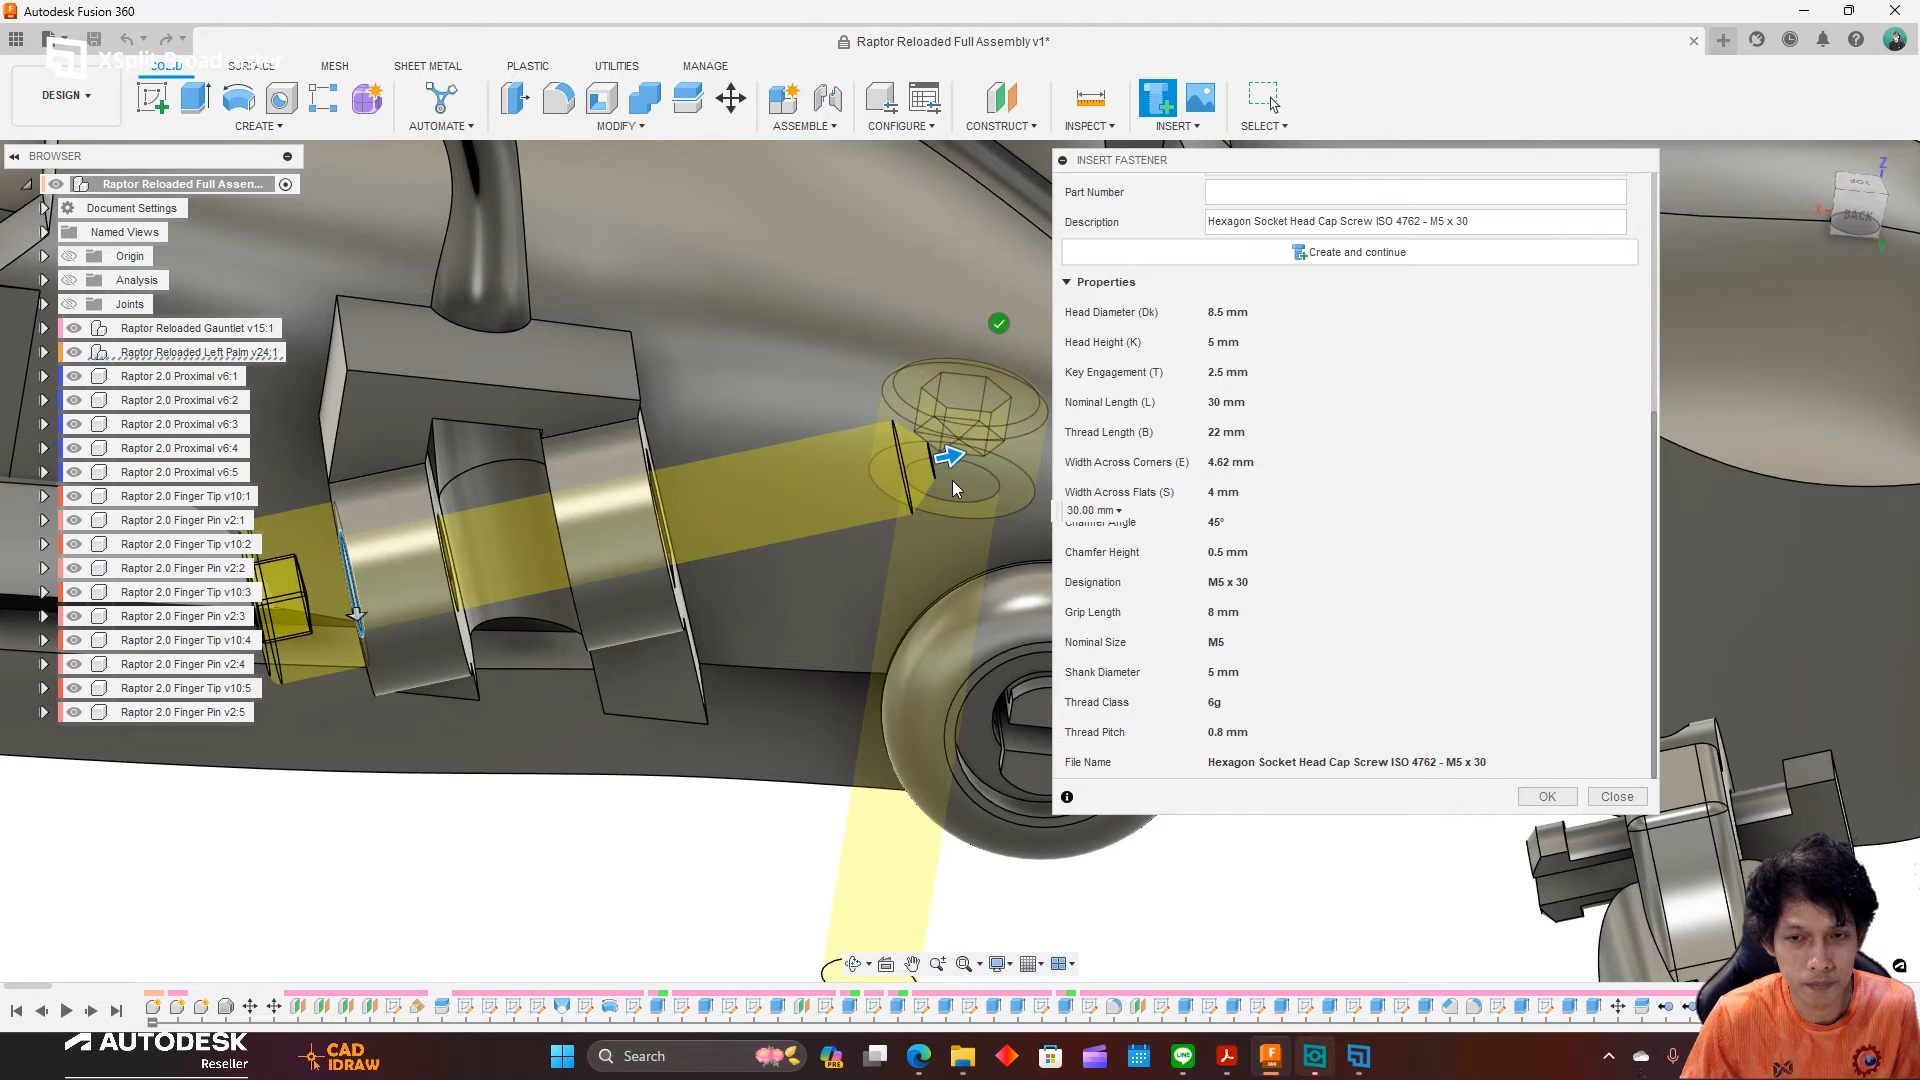 Autodesk Fusion 360
Raptor Reloaded Full Assembly v1*
XSplit Broadcaster
SOLID
SURFACE
MESH
SHEET METAL
PLASTIC
UTILITIES
MANAGE
DESIGN
CREATE
AUTOMATE
MODIFY
ASSEMBLE
CONFIGURE
CONSTRUCT
INSPECT
INSERT
SELECT
BROWSER
Raptor Reloaded Full Assem...
Document Settings
Named Views
Origin
Analysis
Joints
Raptor Reloaded Gauntlet v15:1
Raptor Reloaded Left Palm v24:1
Raptor 2.0 Proximal v6:1
Raptor 2.0 Proximal v6:2
Raptor 2.0 Proximal v6:3
Raptor 2.0 Proximal v6:4
Raptor 2.0 Proximal v6:5
Raptor 2.0 Finger Tip v10:1
Raptor 2.0 Finger Pin v2:1
Raptor 2.0 Finger Tip v10:2
Raptor 2.0 Finger Pin v2:2
Raptor 2.0 Finger Tip v10:3
Raptor 2.0 Finger Pin v2:3
Raptor 2.0 Finger Tip v10:4
Raptor 2.0 Finger Pin v2:4
Raptor 2.0 Finger Tip v10:5
Raptor 2.0 Finger Pin v2:5
INSERT FASTENER
Part Number
Description Hexagon Socket Head Cap Screw ISO 4762 - M5 x 30
Create and continue
Properties
Head Diameter (Dk) 8.5 mm
Head Height (K) 5 mm
Key Engagement (T) 2.5 mm
Nominal Length (L) 30 mm
Thread Length (B) 22 mm
Width Across Corners (E) 4.62 mm
Width Across Flats (S) 4 mm
30.00 mm
Chamfer Angle 45°
Chamfer Height 0.5 mm
Designation M5 x 30
Grip Length 8 mm
Nominal Size M5
Shank Diameter 5 mm
Thread Class 6g
Thread Pitch 0.8 mm
File Name Hexagon Socket Head Cap Screw ISO 4762 - M5 x 30
OK
Close
Z
TOP
X
BACK
Y
AUTODESK
Reseller
CAD
IDRAW
Search
PRE